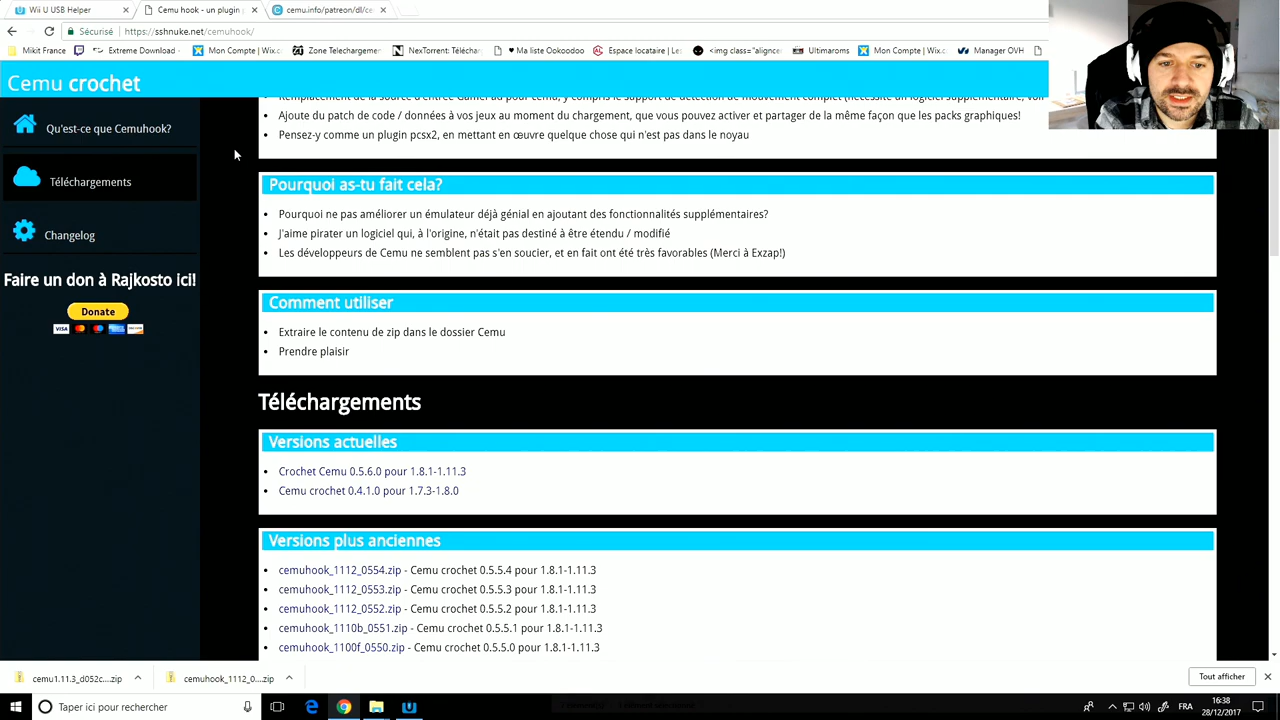 Wii U USB Helper
Cemu hook - un plugin
cemu.info/patreon/dl/ce
Sécurisé https://sshnuke.net/cemuhook/
Mikit France
Extreme Download -
Mon Compte | Wix.c
Zone Telechargemen
NexTorrent: Téléchar
Ma liste Ookoodoo
Espace locataire | Le
<img class="alignce
Ultimaroms
Mon Compte | Wix.c
Manager OVH
Cemu crochet
Qu'est-ce que Cemuhook?
Téléchargements
Changelog
Faire un don à Rajkosto ici!
Donate
VISA
Ajoute du patch de code / données à vos jeux au moment du chargement, que vous pouvez activer et partager de la même façon que les packs graphiques!
Pensez-y comme un plugin pcsx2, en mettant en œuvre quelque chose qui n'est pas dans le noyau
Pourquoi as-tu fait cela?
Pourquoi ne pas améliorer un émulateur déjà génial en ajoutant des fonctionnalités supplémentaires?
J'aime pirater un logiciel qui, à l'origine, n'était pas destiné à être étendu / modifié
Les développeurs de Cemu ne semblent pas s'en soucier, et en fait ont été très favorables (Merci à Exzap!)
Comment utiliser
Extraire le contenu de zip dans le dossier Cemu
Prendre plaisir
Téléchargements
Versions actuelles
Crochet Cemu 0.5.6.0 pour 1.8.1-1.11.3
Cemu crochet 0.4.1.0 pour 1.7.3-1.8.0
Versions plus anciennes
cemuhook_1112_0554.zip - Cemu crochet 0.5.5.4 pour 1.8.1-1.11.3
cemuhook_1112_0553.zip - Cemu crochet 0.5.5.3 pour 1.8.1-1.11.3
cemuhook_1112_0552.zip - Cemu crochet 0.5.5.2 pour 1.8.1-1.11.3
cemuhook_1110b_0551.zip - Cemu crochet 0.5.5.1 pour 1.8.1-1.11.3
cemuhook_1100f_0550.zip - Cemu crochet 0.5.5.0 pour 1.8.1-1.11.3
cemu1.11.3_d052c....zip
cemuhook_1112_0....zip
Tout afficher
Taper ici pour rechercher
FRA
16:38
28/12/2017